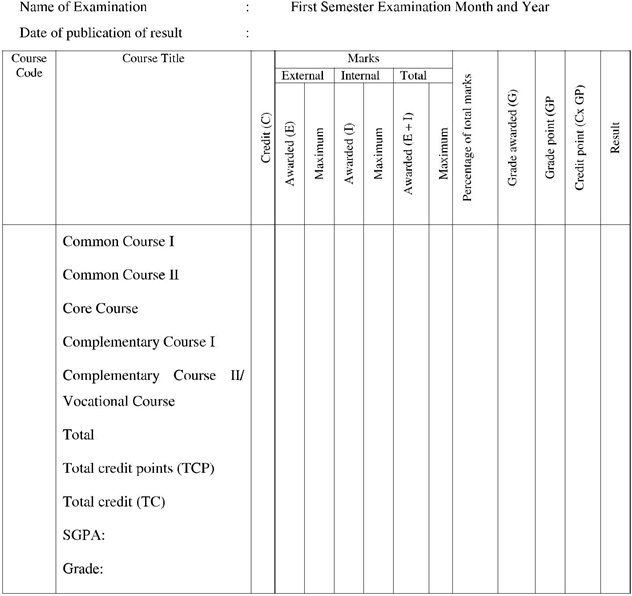 Name of Examination : First Semester Examination Month and Year
Date of publication of result :
Course Code
Course Title
Credit (C)
Marks
External
Internal
Total
Awarded (E)
Maximum
Awarded (I)
Maximum
Awarded (E + I)
Maximum
Percentage of total marks
Grade awarded (G)
Grade point (GP
Credit point (Cx GP)
Result
Common Course I
Common Course II
Core Course
Complementary Course I
Complementary Course II/
Vocational Course
Total
Total credit points (TCP)
Total credit (TC)
SGPA:
Grade: